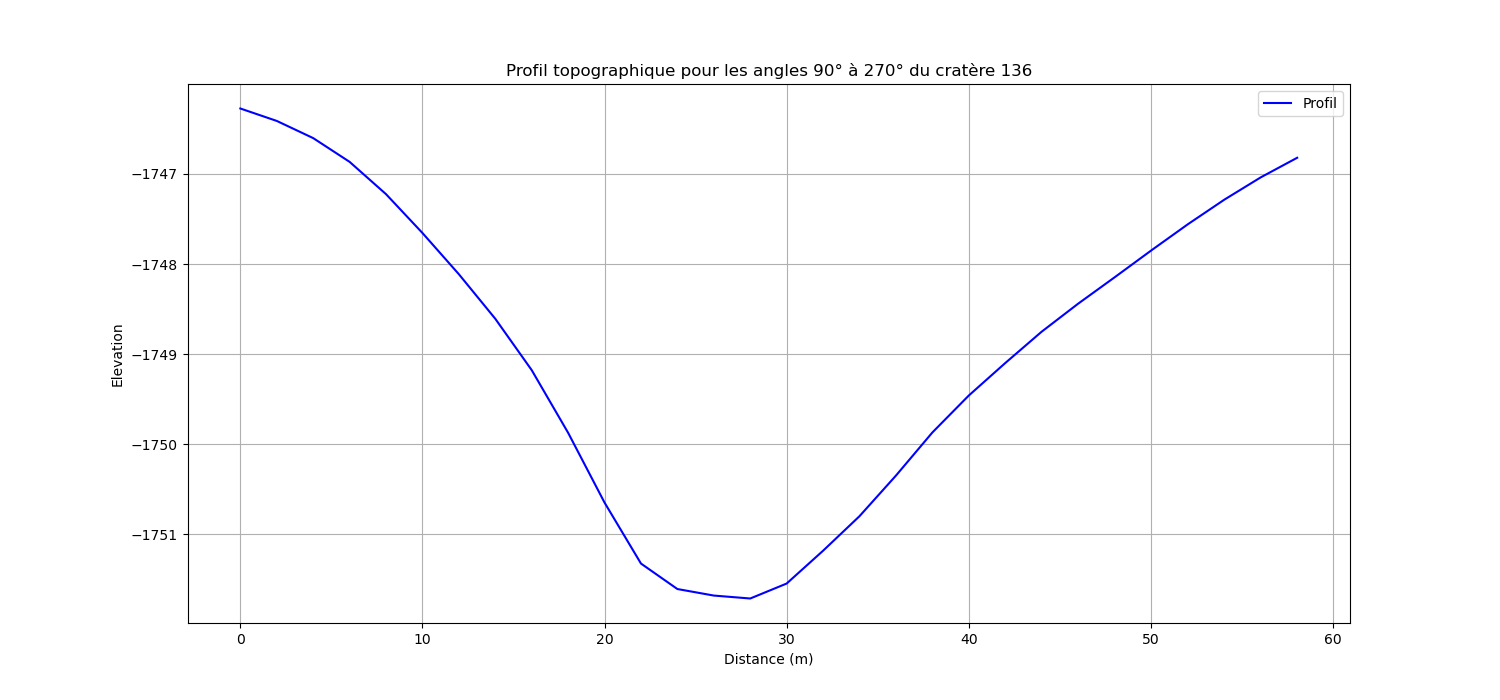 Profil topographique pour les angles 90° à 270° du cratère 136
Profil
Elevation
−1747
−1748
−1749
−1750
−1751
0 10 20 30 40 50 60
Distance (m)